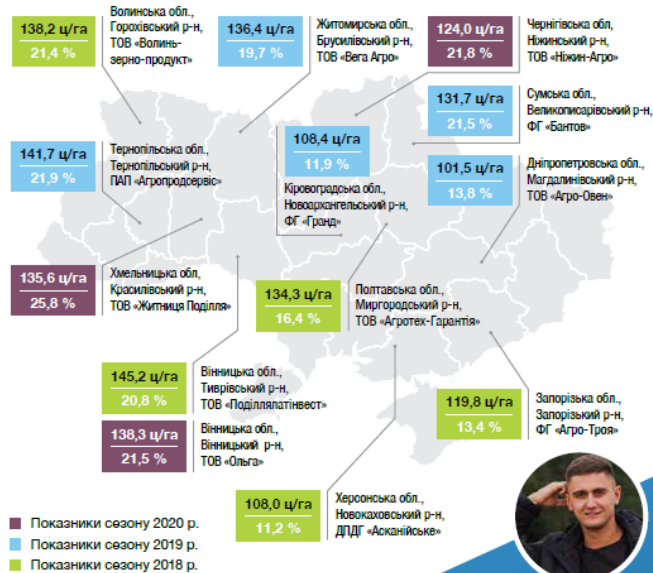 138,2 ц/га
21,4 %
Волинська обл.,
Горохівський р-н,
ТОВ «Волинь-
зерно-продукт»
136,4 ц/га
19,7 %
Житомирська обл.,
Брусилівський р-н,
ТОВ «Вега Агро»
124,0 ц/га
21,8 %
Чернігівська обл,
Ніжинський р-н,
ТОВ «Ніжин-Агро»
131,7 ц/га
21,5 %
Сумська обл.,
Великописарівський р-н,
ФГ «Бантов»
141,7 ц/га
21,9 %
Тернопільська обл.,
Тернопільський р-н,
ПАП «Агропродсервіс»
108,4 ц/га
11,9 %
Кіровоградська обл.,
Новоархангельський р-н,
ФГ «Гранд»
101,5 ц/га
13,8 %
Дніпропетровська обл.,
Магдалинівський р-н,
ТОВ «Агро-Овен»
135,6 ц/га
25,8 %
Хмельницька обл,
Красилівський р-н,
ТОВ «Житниця Поділля»
134,3 ц/га
16,4 %
Полтавська обл.,
Миргородський р-н,
ТОВ «Агротех-Гарантія»
145,2 ц/га
20,8 %
Вінницька обл.,
Тиврівський р-н,
ТОВ «Поділляпатінвест»
138,3 ц/га
21,5 %
Вінницька обл.,
Вінницький р-н,
ТОВ «Ольга»
119,8 ц/га
13,4 %
Запорізька обл.,
Запорізький р-н,
ФГ «Агро-Троя»
108,0 ц/га
11,2 %
Херсонська обл.,
Новокаховський р-н,
ДПДГ «Асканійське»
Показники сезону 2020 р.
Показники сезону 2019 р.
Показники сезону 2018 р.